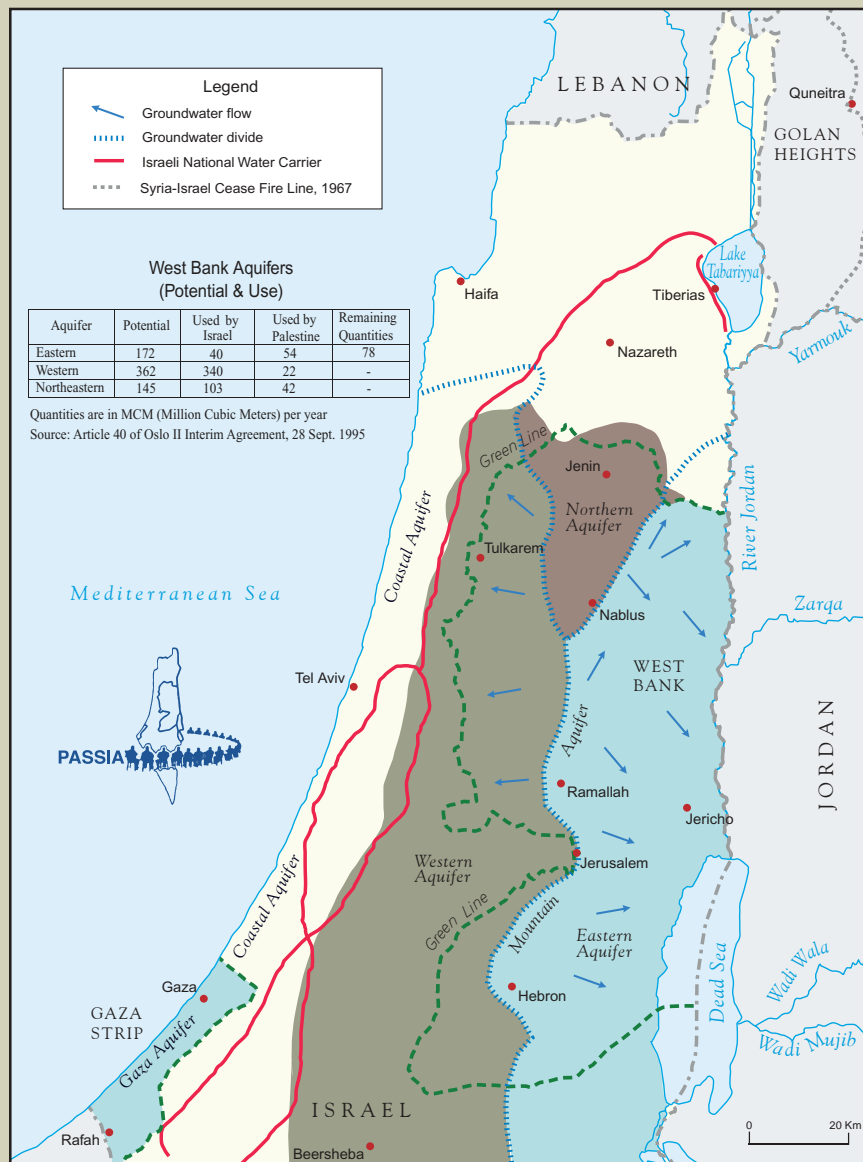 Legend
Groundwater flow
Groundwater divide
Israeli National Water Carrier
Syria-Israel Cease Fire Line, 1967
West Bank Aquifers
(Potential & Use)
Aquifer Potential Used by Israel Used by Palestine Remaining Quantities
Eastern 172 40 54 78
Western 362 340 22 -
Northeastern 145 103 42 -
Quantities are in MCM (Million Cubic Meters) per year
Source: Article 40 of Oslo II Interim Agreement, 28 Sept. 1995
LEBANON
Quneitra
GOLAN
HEIGHTS
Lake
Tabariyya
Haifa
Tiberias
Nazareth
Yarmouk
Green Line
Jenin
Northern
Aquifer
River Jordan
Coastal Aquifer
Tulkarem
Mediterranean Sea
Nablus
Zarqa
Tel Aviv
WEST
BANK
PASSIA
Aquifer
JORDAN
Ramallah
Jericho
Western
Aquifer
Jerusalem
Coastal Aquifer
Green Line
Mountain
Eastern
Aquifer
Dead Sea
Wadi Wala
Gaza
Hebron
GAZA
STRIP
Gaza Aquifer
Wadi Mujib
ISRAEL
Rafah
Beersheba
0 20 Km